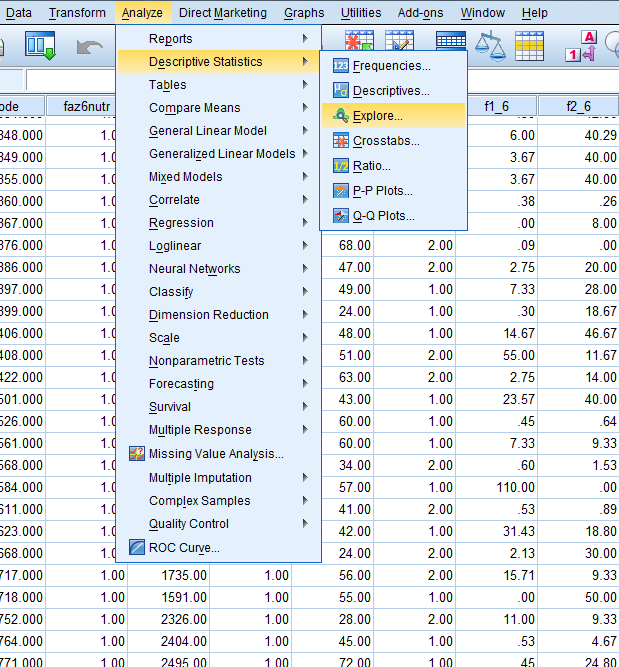 Data Transform Analyze Direct Marketing Graphs Utilities Add-ons Window Help
Reports
Descriptive Statistics
Tables
Compare Means
General Linear Model
Generalized Linear Models
Mixed Models
Correlate
Regression
Loglinear
Neural Networks
Classify
Dimension Reduction
Scale
Nonparametric Tests
Forecasting
Survival
Multiple Response
Missing Value Analysis...
Multiple Imputation
Complex Samples
Quality Control
ROC Curve...
123 Frequencies...
Descriptives...
Explore...
Crosstabs...
1/2 Ratio...
P-P Plots...
Q-Q Plots...
ode faz6nutr f1_6 f2_6
348.000 1.0 6.00 40.29
349.000 1.0 3.67 40.00
355.000 1.0 3.67 40.00
360.000 1.0 .38 .26
367.000 1.0 .00 8.00
376.000 1.0 68.00 2.00 .09 .00
386.000 1.0 47.00 2.00 2.75 20.00
397.000 1.0 49.00 1.00 7.33 28.00
399.000 1.0 24.00 1.00 .30 18.67
406.000 1.0 48.00 1.00 14.67 46.67
408.000 1.0 51.00 2.00 55.00 11.67
422.000 1.0 63.00 2.00 2.75 14.00
501.000 1.0 43.00 1.00 23.57 40.00
526.000 1.0 60.00 1.00 .45 .64
561.000 1.0 60.00 1.00 7.33 9.33
568.000 1.0 34.00 2.00 .60 1.53
584.000 1.0 57.00 1.00 110.00 .00
611.000 1.0 41.00 2.00 .53 .89
623.000 1.0 42.00 1.00 31.43 18.80
668.000 1.0 24.00 2.00 2.13 30.00
717.000 1.00 1735.00 1.00 56.00 2.00 15.71 9.33
718.000 1.00 1591.00 1.00 55.00 2.00 .00 50.00
752.000 1.00 2326.00 1.00 28.00 2.00 11.00 9.33
764.000 1.00 2404.00 1.00 45.00 1.00 .53 4.67
771.000 1.00 2495.00 1.00 72.00 1.00 .45 24.80